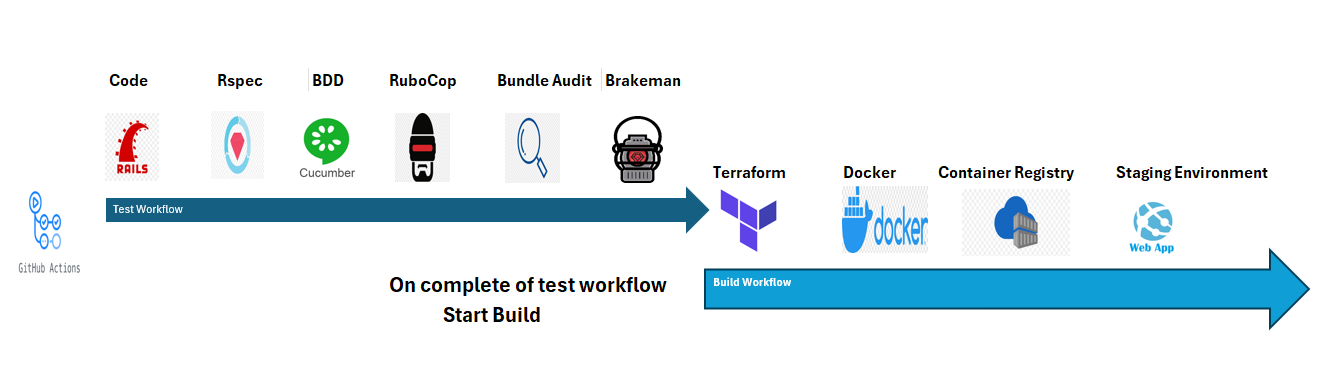 Code Rspec BDD RuboCop Bundle Audit Brakeman
RAILS
Cucumber
Terraform Docker Container Registry Staging Environment
docker
Web App
Test Workflow
GitHub Actions
On complete of test workflow
Start Build
Build Workflow